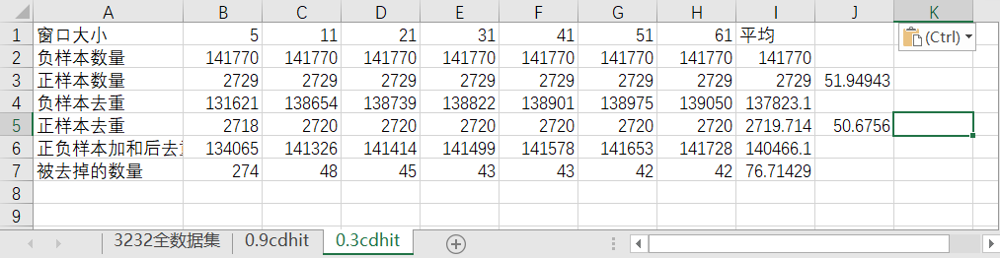 A B C D E F G H I J K
1 窗口大小 5 11 21 31 41 51 61 平均
2 负样本数量 141770 141770 141770 141770 141770 141770 141770 141770
3 正样本数量 2729 2729 2729 2729 2729 2729 2729 2729 51.94943
4 负样本去重 131621 138654 138739 138822 138901 138975 139050 137823.1
5 正样本去重 2718 2720 2720 2720 2720 2720 2720 2719.714 50.6756
6 正负样本加和后去 134065 141326 141414 141499 141578 141653 141728 140466.1
7 被去掉的数量 274 48 45 43 43 42 42 76.71429
8
9
(Ctrl)
3232全数据集 0.9cdhit 0.3cdhit